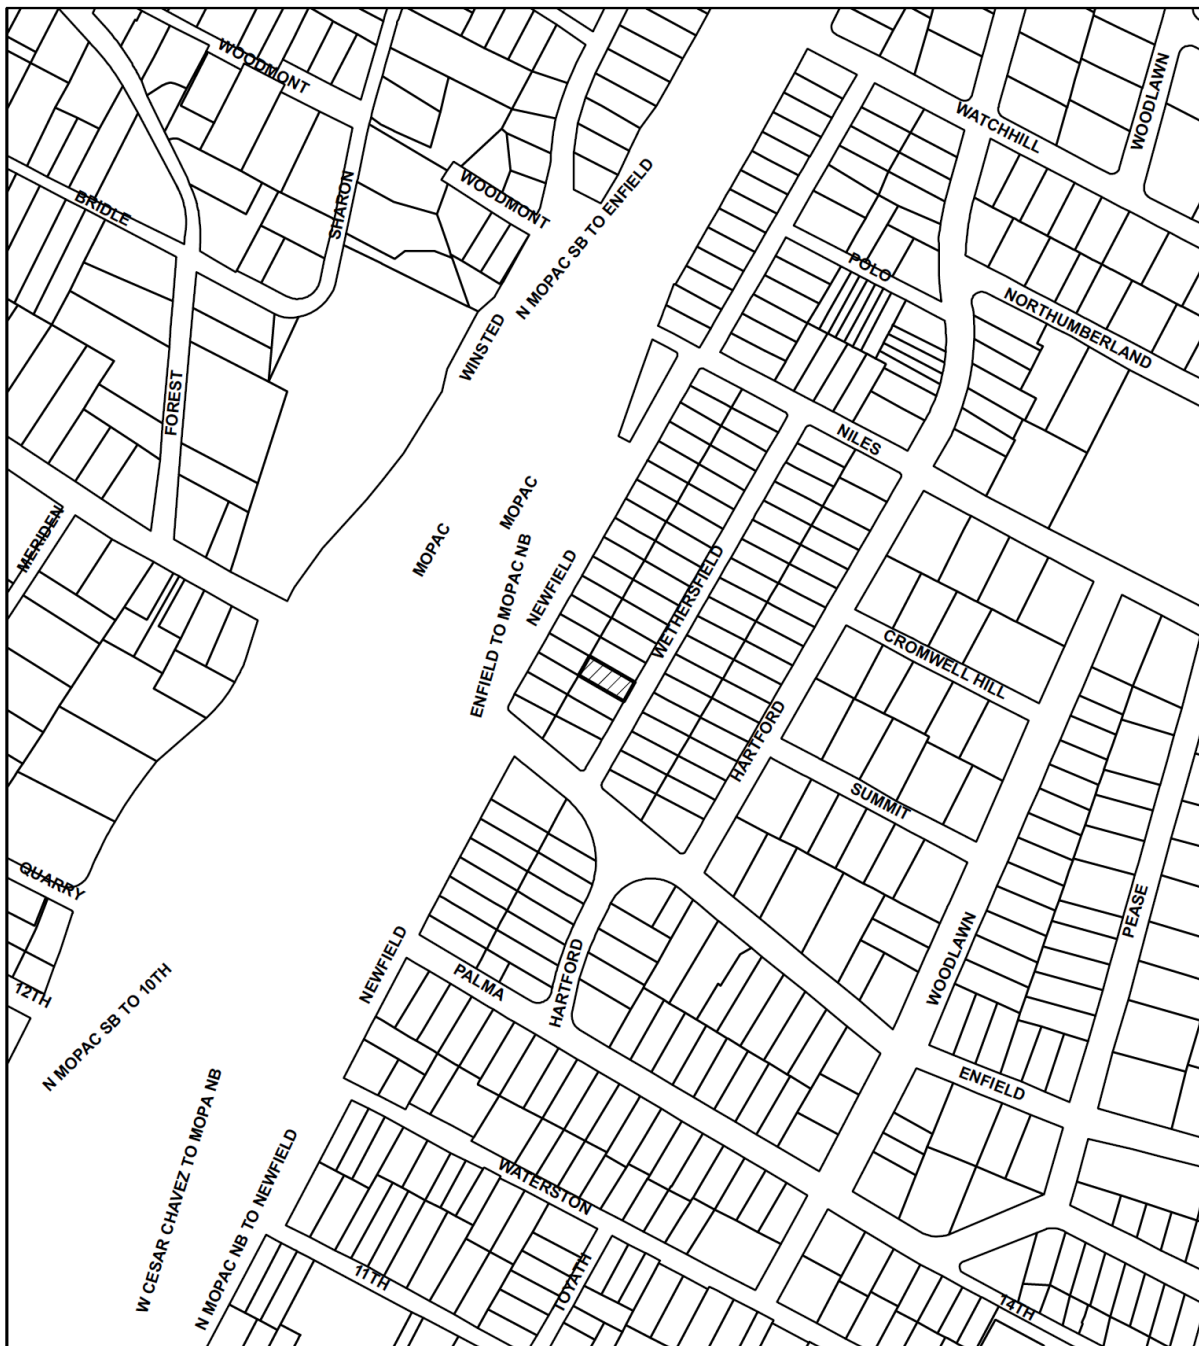 WOODMONT
WOODLAWN
WATCHHILL
WOODMONT
BRIDLE
SHARON
N MOPAC SB TO ENFIELD
POLO
NORTHUMBERLAND
WINSTED
FOREST
NILES
MOPAC
MOPAC
MERIDEN
ENFIELD TO MOPAC NB
NEWFIELD
WETHERSFIELD
CROMWELL HILL
HARTFORD
SUMMIT
QUARRY
PEASE
NEWFIELD
PALMA
HARTFORD
WOODLAWN
12TH
N MOPAC SB TO 10TH
ENFIELD
W CESAR CHAVEZ TO MOPA NB
N MOPAC NB TO NEWFIELD
WATERSTON
11TH
TOYATH
14TH